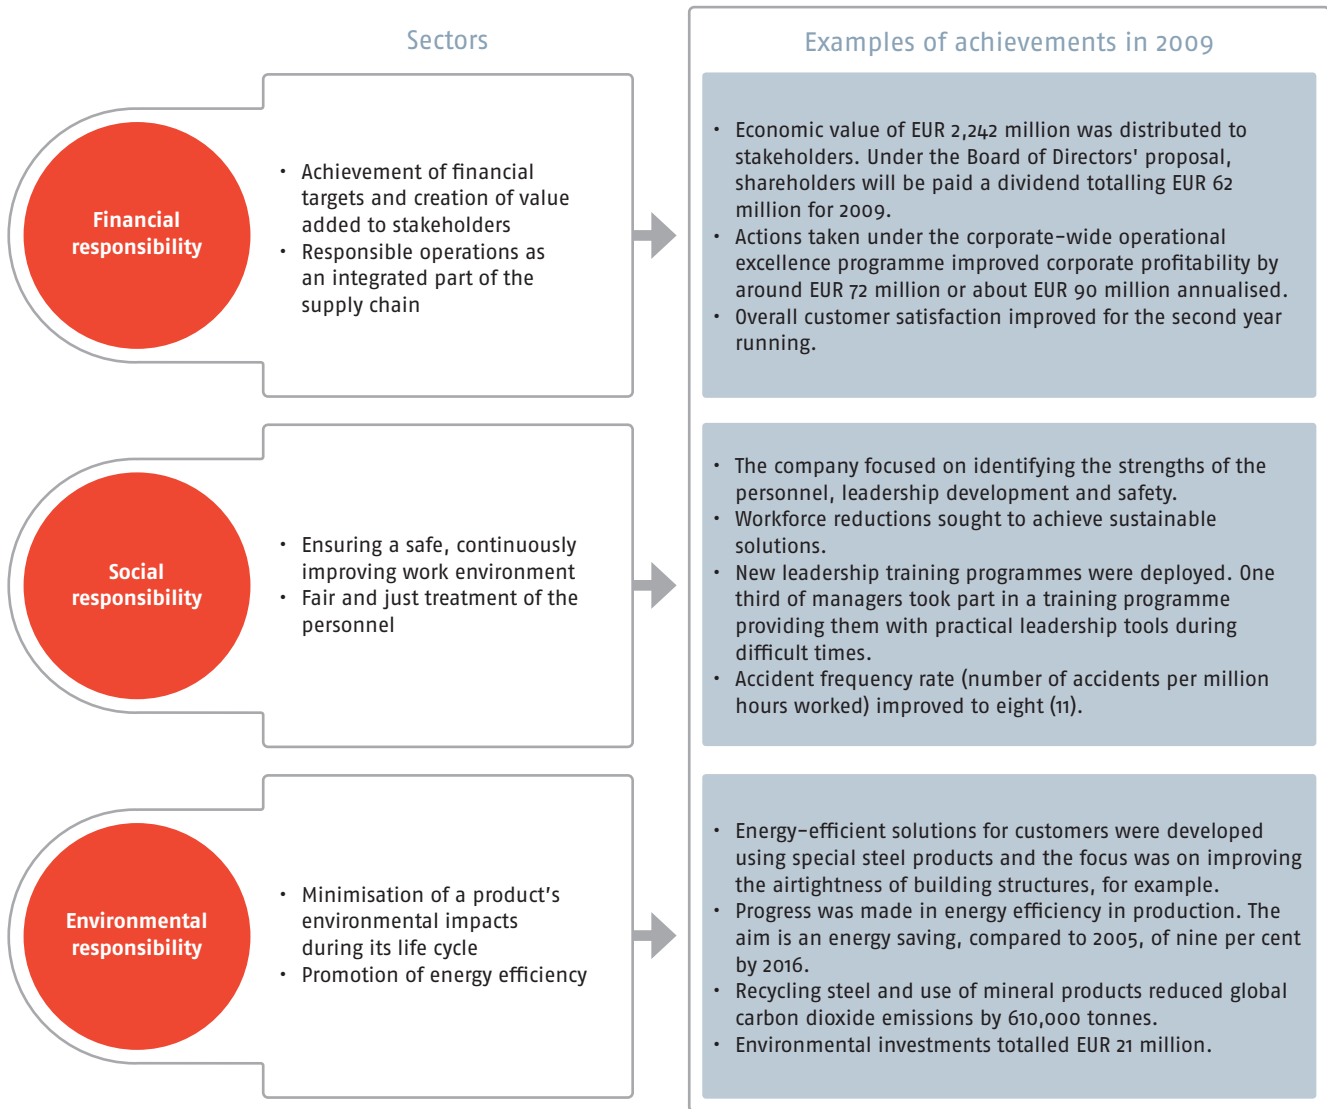 Sectors
Examples of achievements in 2009
Financial
responsibility
• Achievement of financial
targets and creation of value
added to stakeholders
• Responsible operations as
an integrated part of the
supply chain
• Economic value of EUR 2,242 million was distributed to
stakeholders. Under the Board of Directors' proposal,
shareholders will be paid a dividend totalling EUR 62
million for 2009.
• Actions taken under the corporate-wide operational
excellence programme improved corporate profitability by
around EUR 72 million or about EUR 90 million annualised.
• Overall customer satisfaction improved for the second year
running.
Social
responsibility
• Ensuring a safe, continuously
improving work environment
• Fair and just treatment of the
personnel
• The company focused on identifying the strengths of the
personnel, leadership development and safety.
• Workforce reductions sought to achieve sustainable
solutions.
• New leadership training programmes were deployed. One
third of managers took part in a training programme
providing them with practical leadership tools during
difficult times.
• Accident frequency rate (number of accidents per million
hours worked) improved to eight (11).
Environmental
responsibility
• Minimisation of a product's
environmental impacts
during its life cycle
• Promotion of energy efficiency
• Energy-efficient solutions for customers were developed
using special steel products and the focus was on improving
the airtightness of building structures, for example.
• Progress was made in energy efficiency in production. The
aim is an energy saving, compared to 2005, of nine per cent
by 2016.
• Recycling steel and use of mineral products reduced global
carbon dioxide emissions by 610,000 tonnes.
• Environmental investments totalled EUR 21 million.